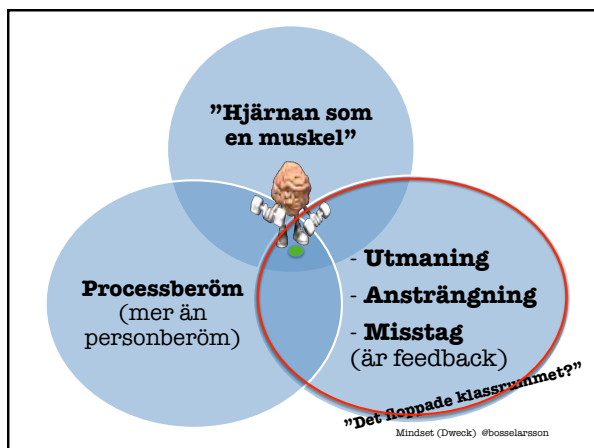 ”Hjärnan som
en muskel”
Processberöm
(mer än
personberöm)
- Utmaning
- Ansträngning
- Misstag
(är feedback)
”Det floppade klassrummet?”
Mindset (Dweck) @bosselarsson